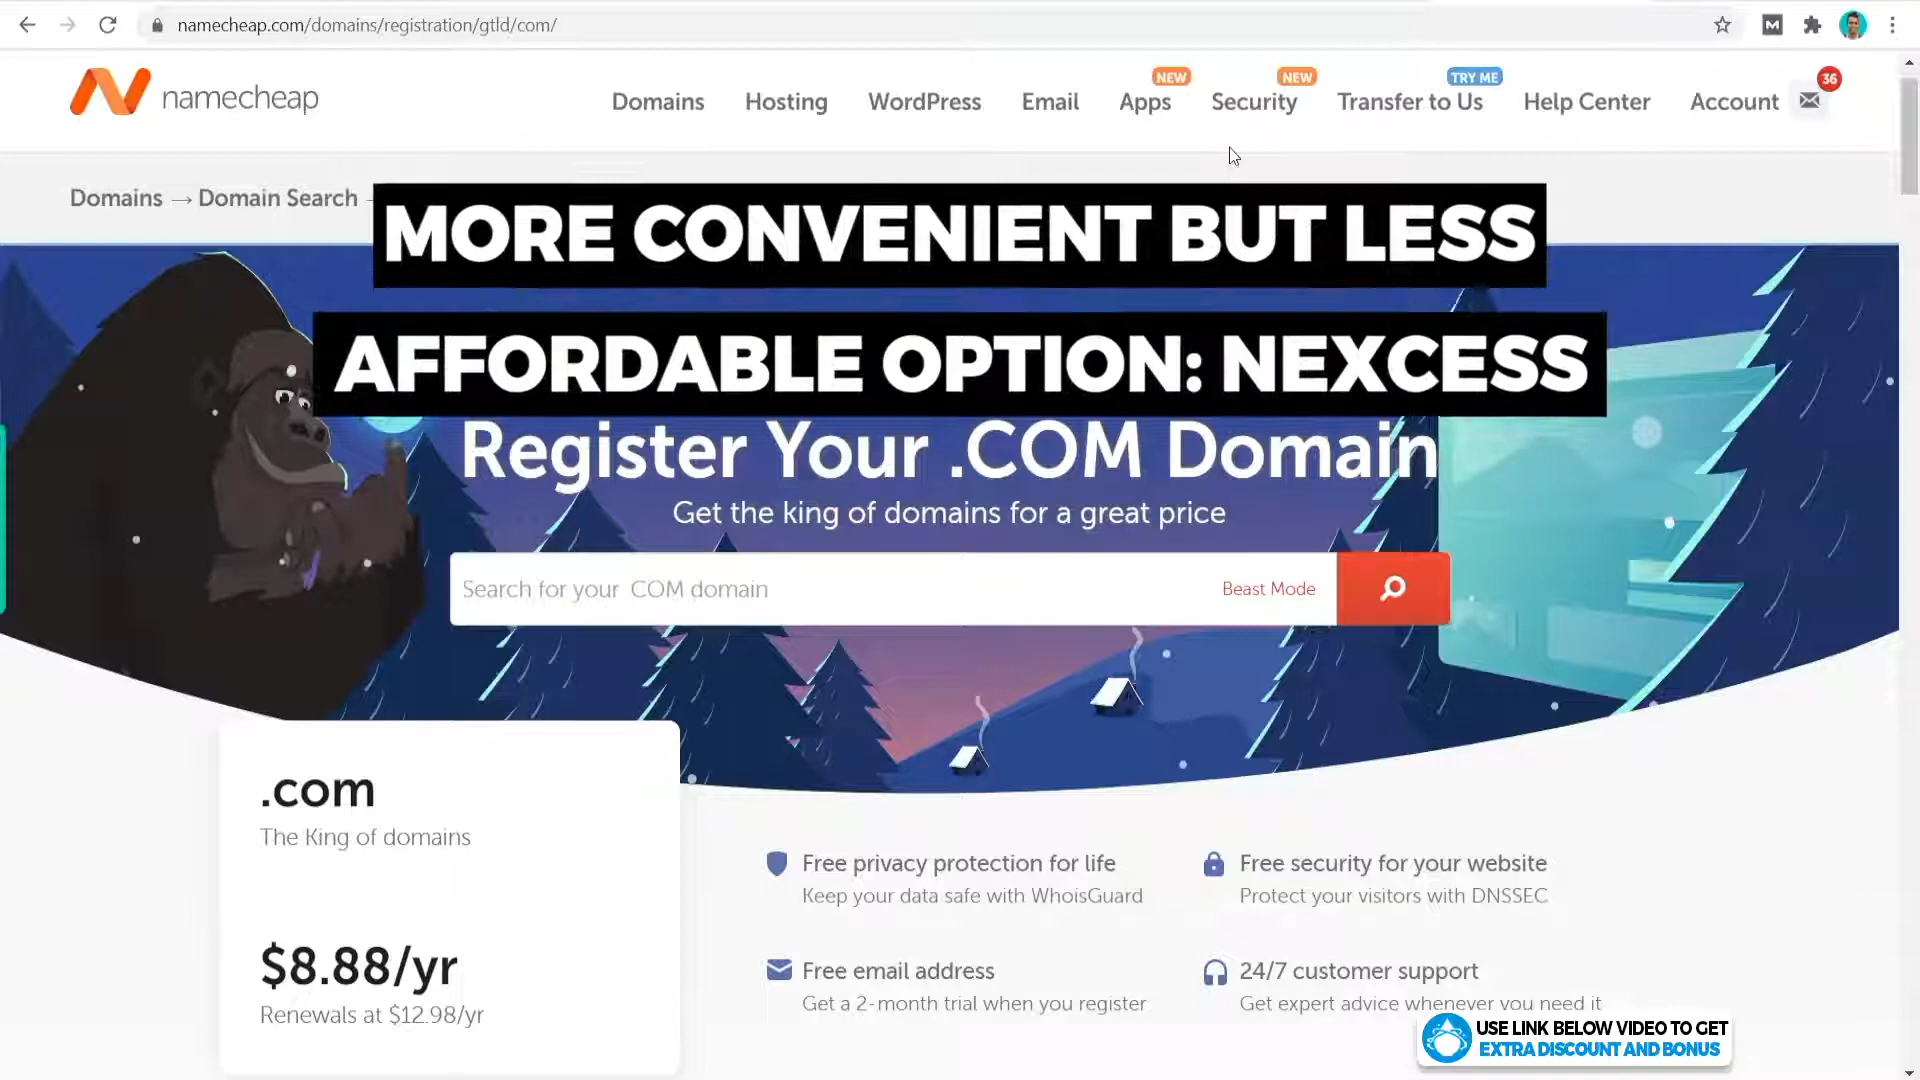 namecheap.com/domains/registration/gtld/com/
NEW
NEW
TRY ME
36
namecheap
Domains
Hosting
WordPress
Email
Apps
Security
Transfer to Us
Help Center
Account
Domains → Domain Search
MORE CONVENIENT BUT LESS
AFFORDABLE OPTION: NEXCESS
Register Your .COM Domain
Get the king of domains for a great price
Search for your COM domain
Beast Mode
.com
The King of domains
$8.88/yr
Renewals at $12.98/yr
Free privacy protection for life
Keep your data safe with WhoisGuard
Free security for your website
Protect your visitors with DNSSEC
Free email address
Get a 2-month trial when you register
24/7 customer support
Get expert advice whenever you need it
USE LINK BELOW VIDEO TO GET
EXTRA DISCOUNT AND BONUS